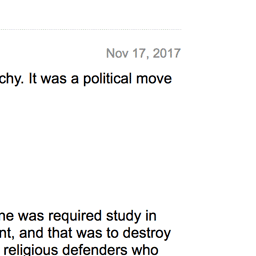 Nov 17, 2017
chy. It was a political move
ne was required study in
nt, and that was to destroy
religious defenders who